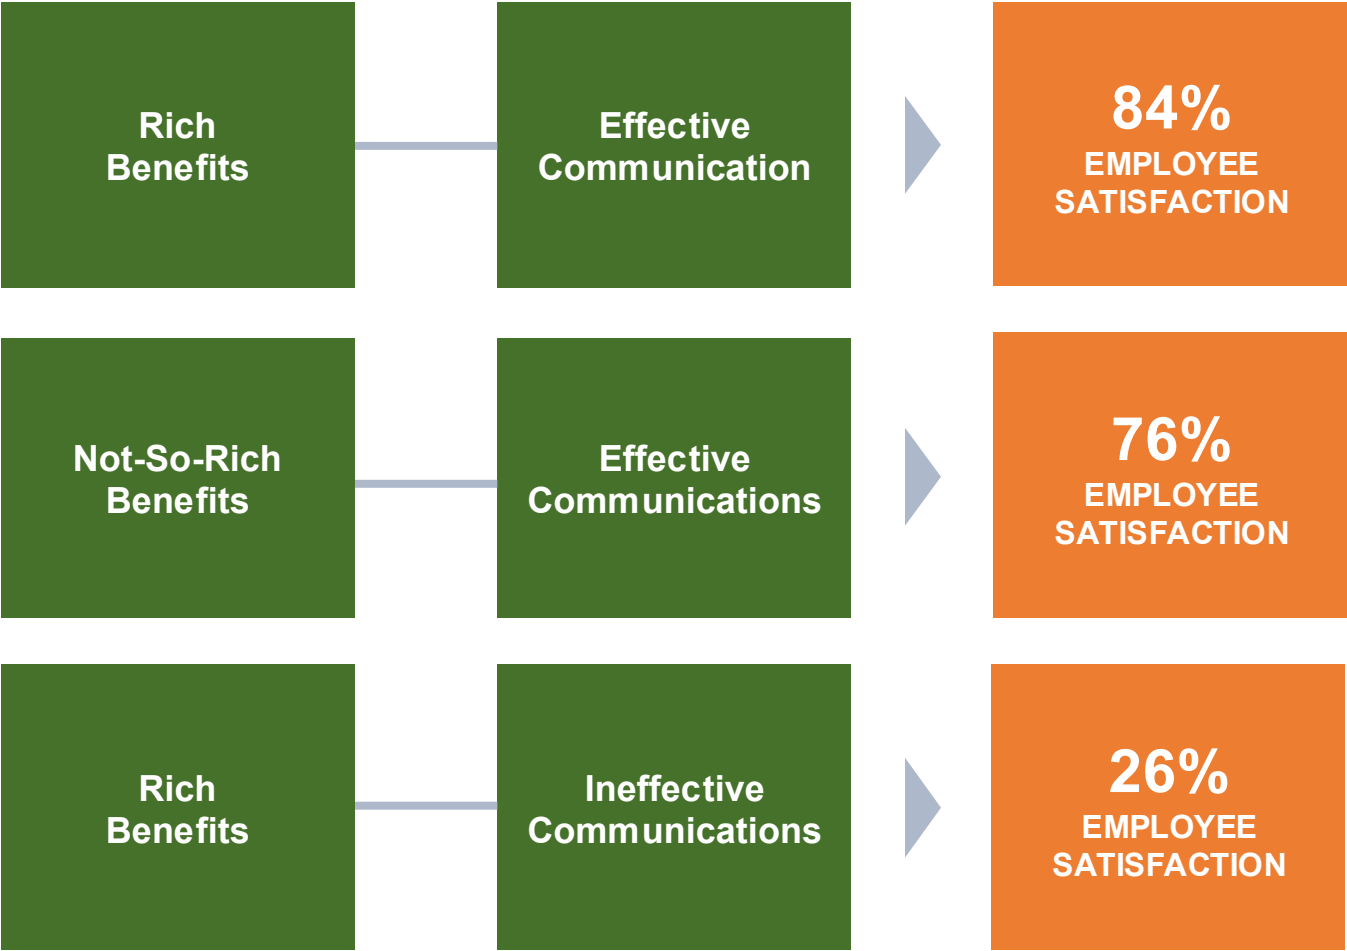 Rich
Benefits
Effective
Communication
84%
EMPLOYEE
SATISFACTION
Not-So-Rich
Benefits
Effective
Communications
76%
EMPLOYEE
SATISFACTION
Rich
Benefits
Ineffective
Communications
26%
EMPLOYEE
SATISFACTION